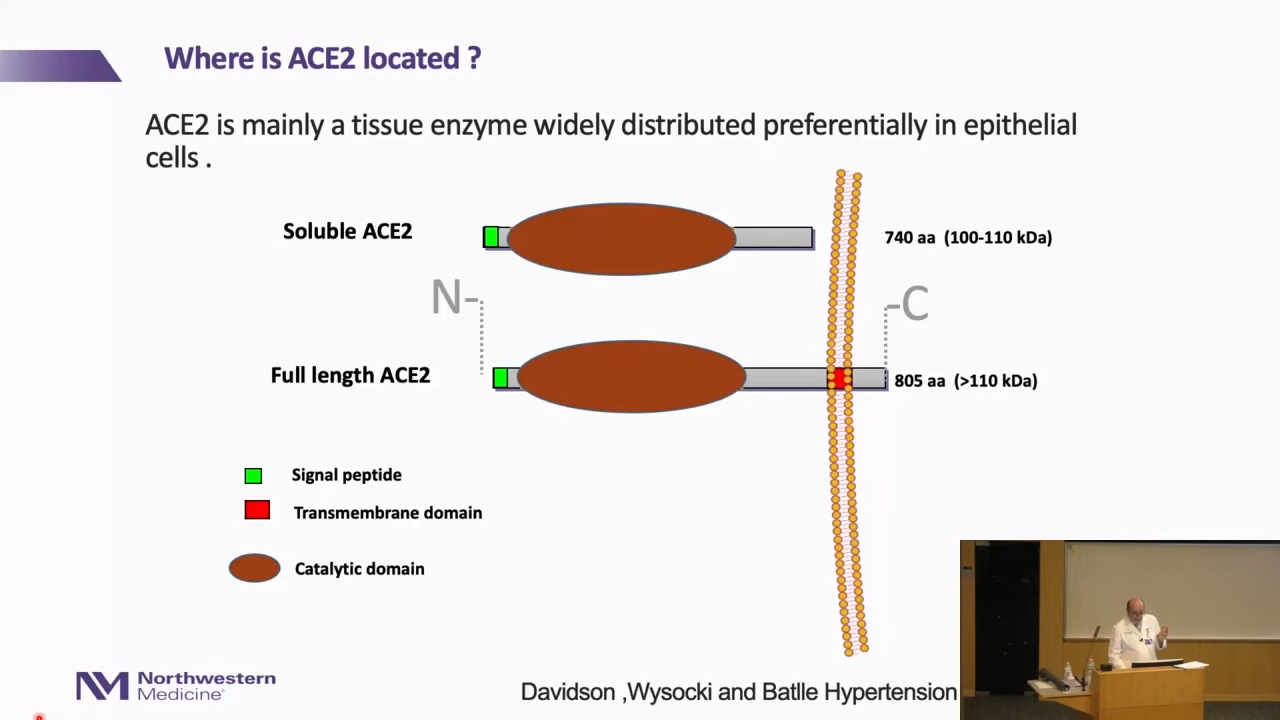 Where is ACE2 located ?
ACE2 is mainly a tissue enzyme widely distributed preferentially in epithelial
cells .
Soluble ACE2
740 aa (100-110 kDa)
N-
-C
Full length ACE2
805 aa (>110 kDa)
Signal peptide
Transmembrane domain
Catalytic domain
NM Northwestern
Medicine®
Davidson ,Wysocki and Batlle Hypertension